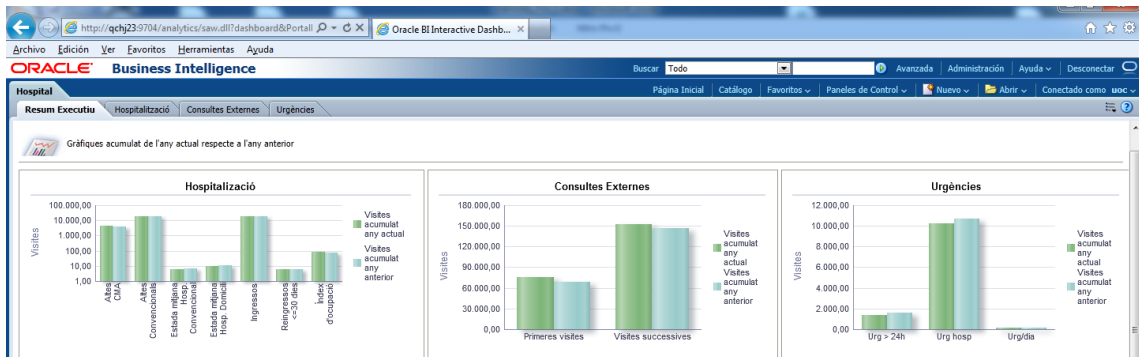 http://qchj23:9704/analytics/saw.dll?dashboard&Portall
Oracle BI Interactive Dashb...
Archivo Edición Ver Favoritos Herramientas Ayuda
ORACLE Business Intelligence
Buscar Todo Avanzada Administración Ayuda Desconectar
Hospital
Página Inicial Catálogo Favoritos Paneles de Control Nuevo Abrir Conectado como uoc
Resum Executiu Hospitalització Consultes Externes Urgències
Gràfiques acumulat de l'any actual respecte a l'any anterior
Hospitalització
Visites
100.000,00
10.000,00
1.000,00
100,00
10,00
1,00
Altes
CMA
Altes
Convencionals
Estada mitjana
Hosp.
Convencional
Estada mitjana
Hosp. Domicili
Ingressos
Reingressos
<=30 dies
Índex
d'ocupació
Visites
acumulat
any actual
Visites
acumulat
any
anterior
Consultes Externes
Visites
180.000,00
150.000,00
120.000,00
90.000,00
60.000,00
30.000,00
0,00
Primeres visites
Visites successives
Visites
acumulat
any
actual
Visites
acumulat
any
anterior
Urgències
Visites
12.000,00
10.000,00
8.000,00
6.000,00
4.000,00
2.000,00
0,00
Urg > 24h
Urg hosp
Urg/dia
Visites
acumulat
any
actual
Visites
acumulat
any
anterior